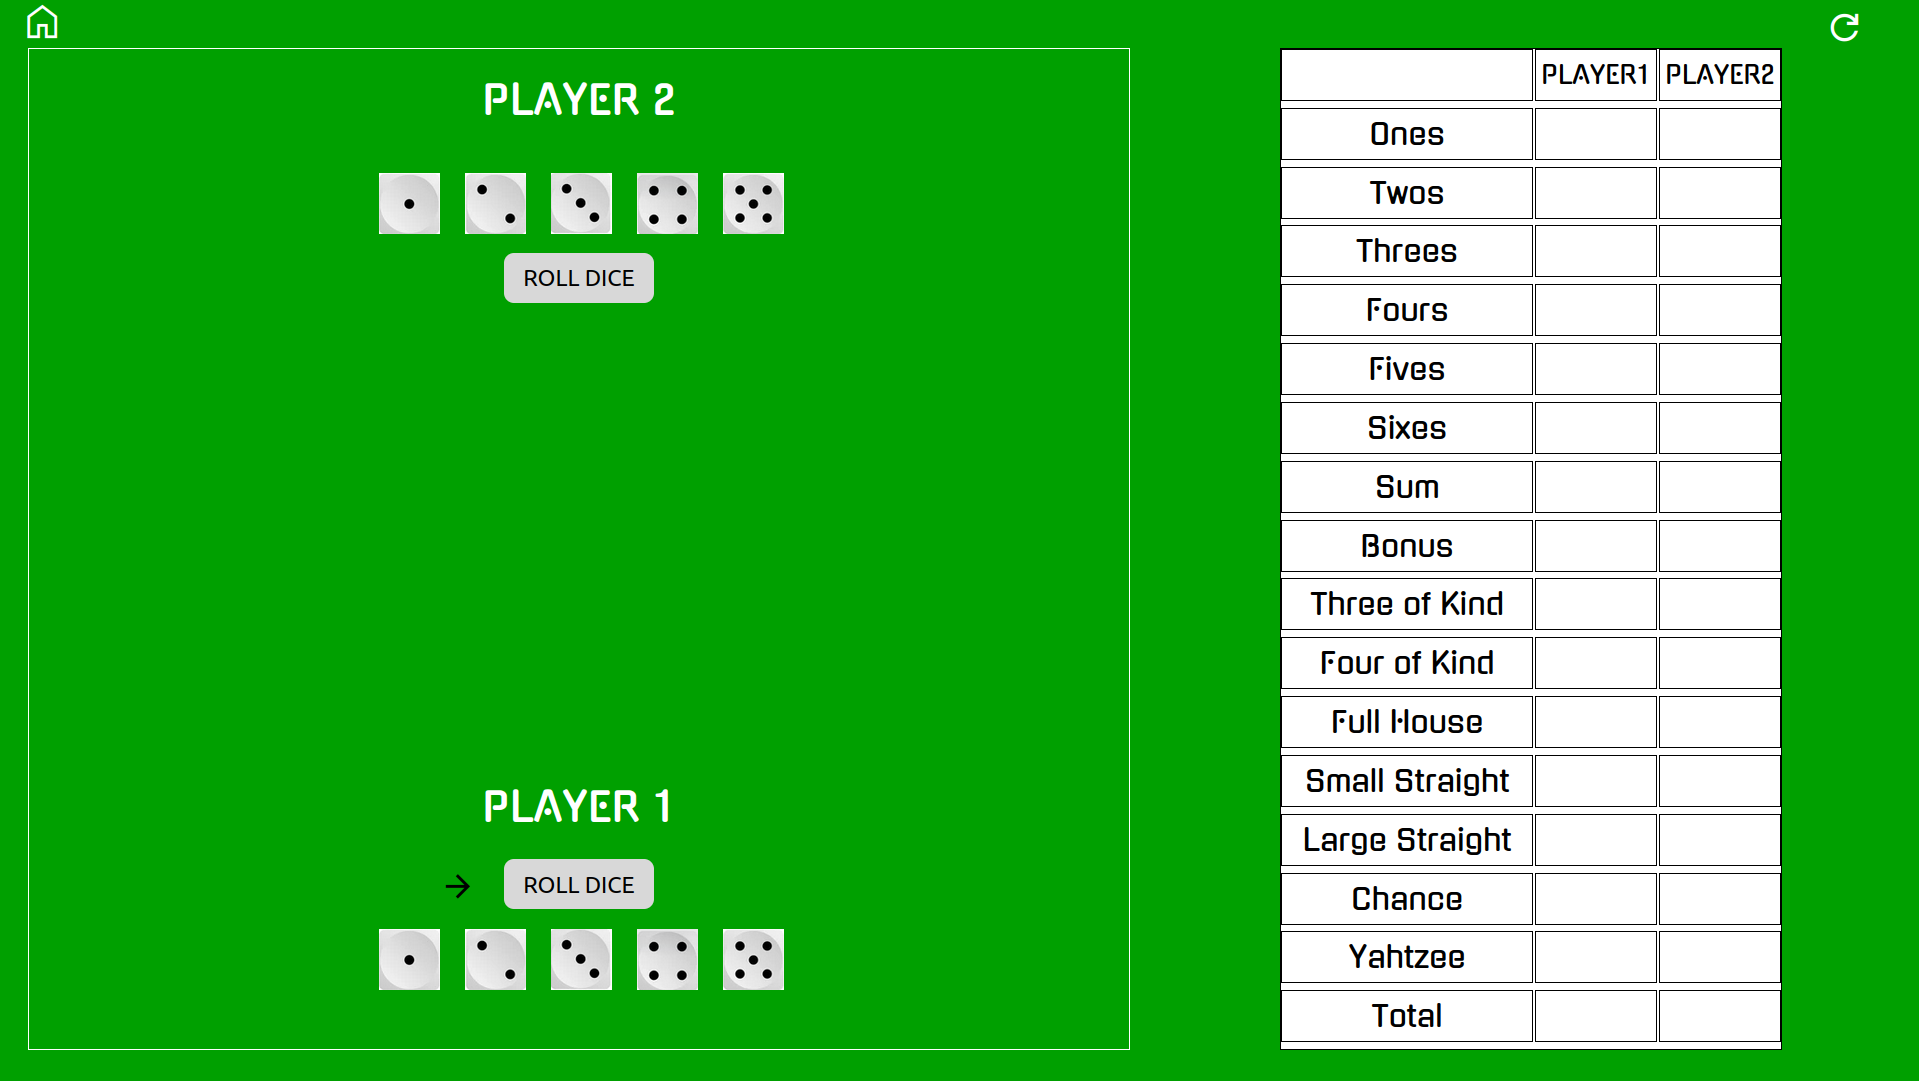 PLAYER 2
ROLL DICE
PLAYER 1
ROLL DICE
PLAYER1 PLAYER2
Ones
Twos
Threes
Fours
Fives
Sixes
Sum
Bonus
Three of Kind
Four of Kind
Full House
Small Straight
Large Straight
Chance
Yahtzee
Total